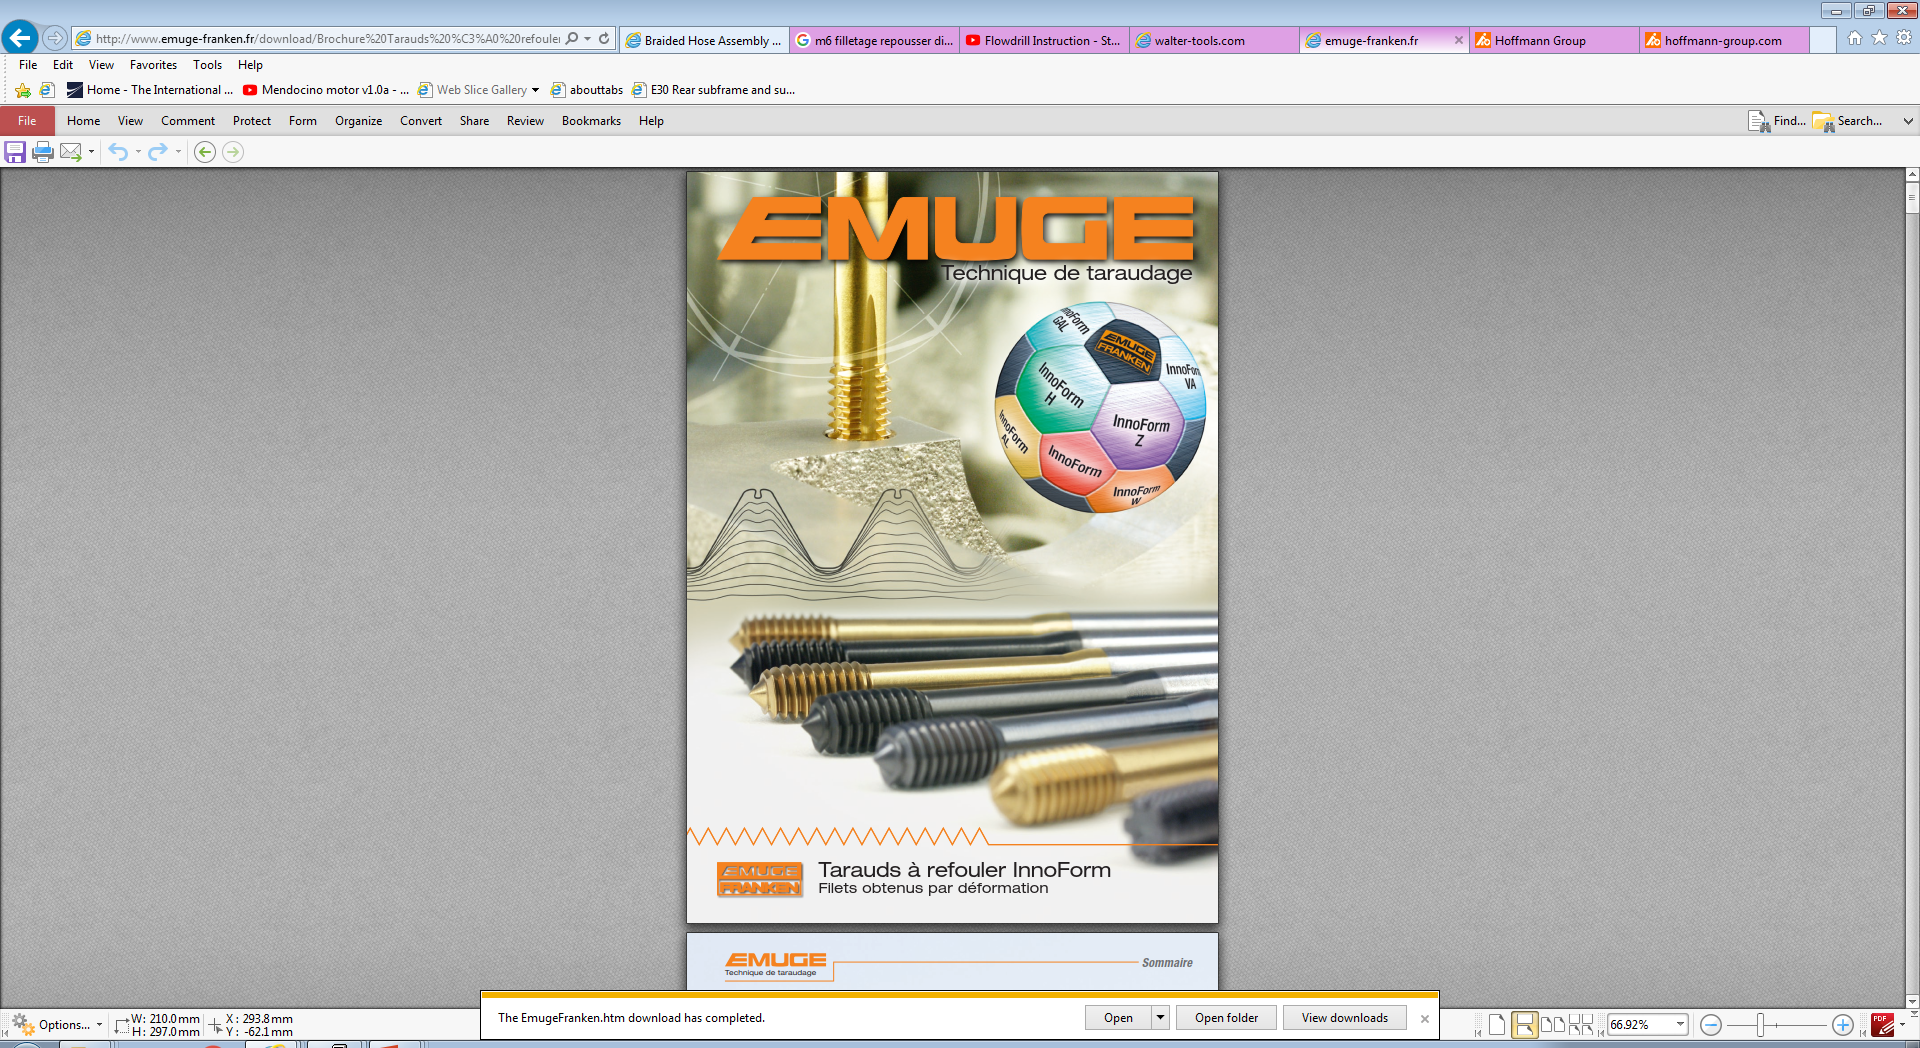 http://www.emuge-franken.fr/download/Brochure%20Tarauds%20%C3%A0%20refouler
Braided Hose Assembly ...
m6 filletage repousser di...
Flowdrill Instruction - St...
walter-tools.com
emuge-franken.fr
Hoffmann Group
hoffmann-group.com
File Edit View Favorites Tools Help
Home - The International ...
Mendocino motor v1.0a - ...
Web Slice Gallery
abouttabs
E30 Rear subframe and su...
File Home View Comment Protect Form Organize Convert Share Review Bookmarks Help
Find... Search...
EMUGE
Technique de taraudage
InnoForm
GAL
EMUGE
FRANKEN
InnoForm
VA
InnoForm
H
InnoForm
Z
InnoForm
AL
InnoForm
InnoForm
W
EMUGE
FRANKEN
Tarauds à refouler InnoForm
Filets obtenus par déformation
EMUGE
Technique de taraudage
Sommaire
The EmugeFranken.htm download has completed.
Open
Open folder
View downloads
Options...
W: 210.0 mm
H: 297.0 mm
X: 293.8 mm
Y: -62.1 mm
66.92%
PDF